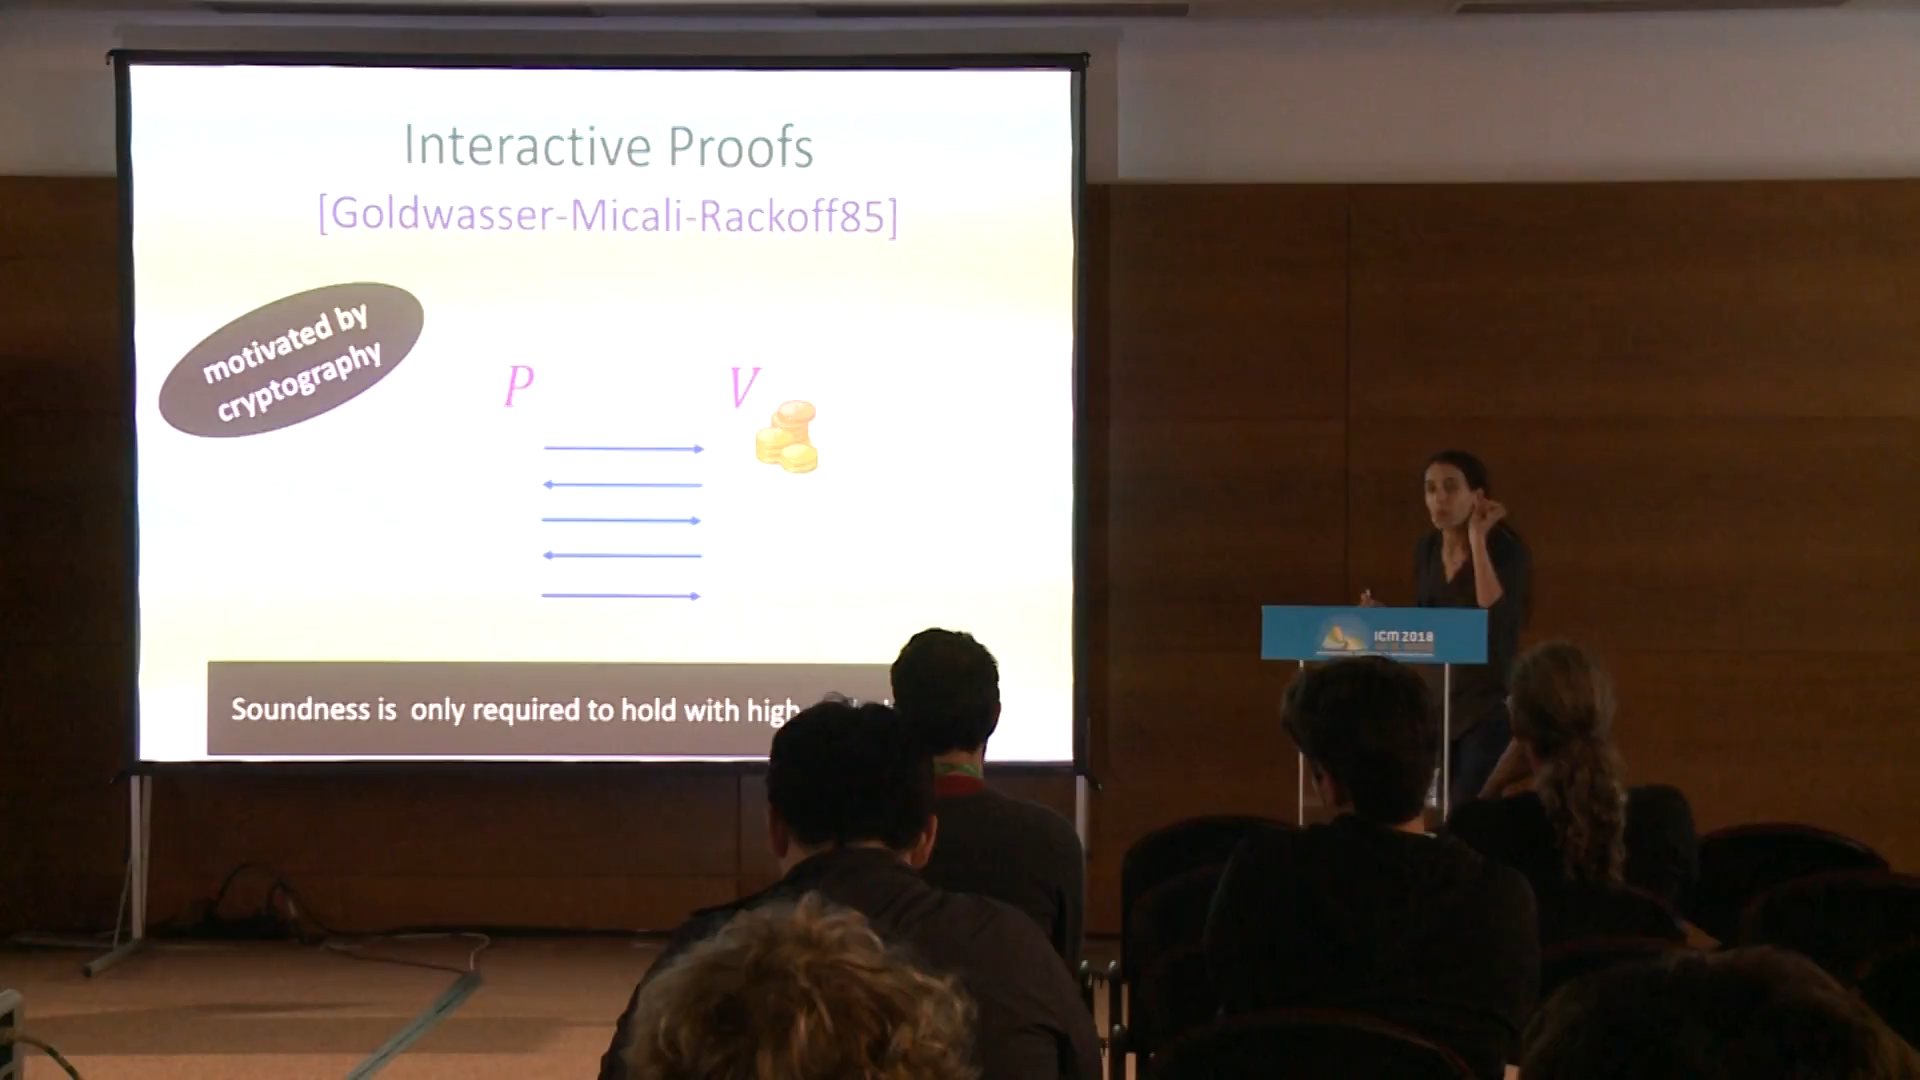 Interactive Proofs
[Goldwasser-Micali-Rackoff85]
motivated by
cryptography
P
V
Soundness is only required to hold with high
ICM 2018